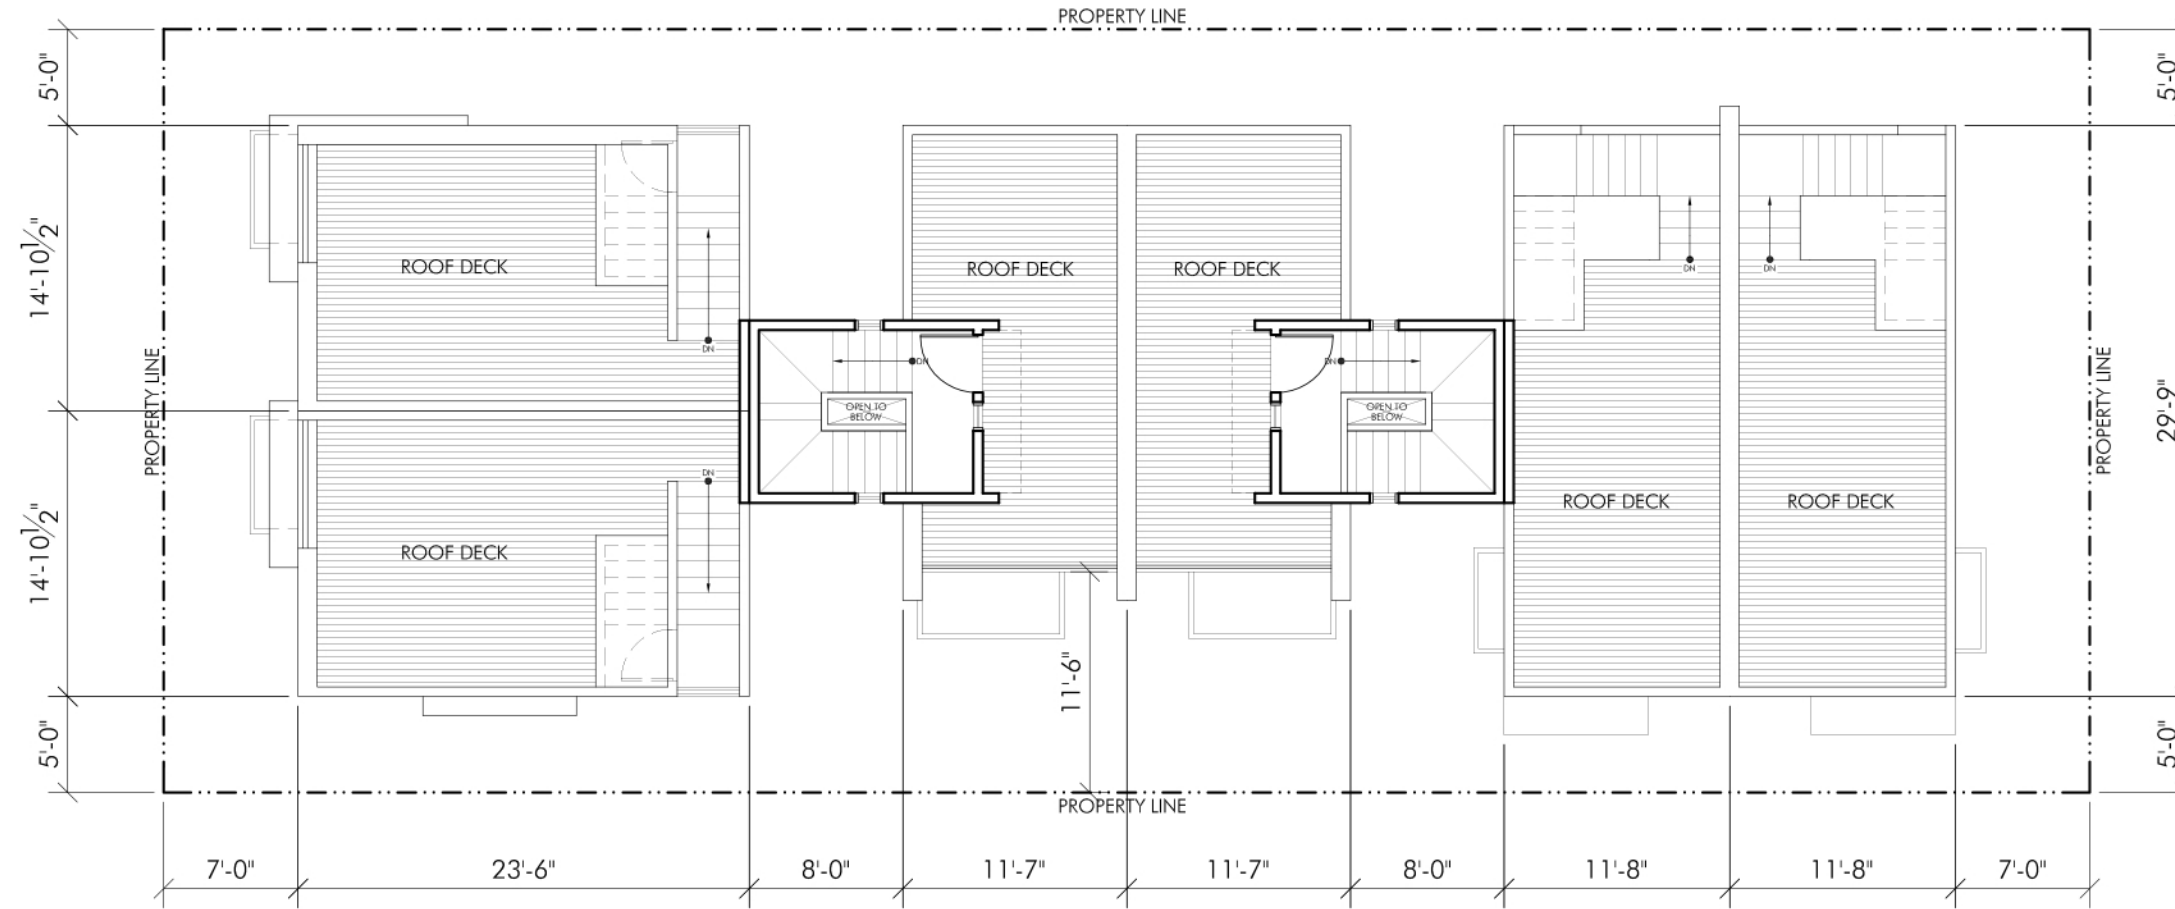 PROPERTY LINE
5'-0"
5'-0"
14'-10 1/2"
29'-9"
14'-10 1/2"
5'-0"
5'-0"
PROPERTY LINE
PROPERTY LINE
ROOF DECK
ROOF DECK
ROOF DECK
ROOF DECK
ROOF DECK
ROOF DECK
DN
DN
DN
DN
DN
DN
OPEN TO
BELOW
OPEN TO
BELOW
11'-6"
PROPERTY LINE
7'-0"
23'-6"
8'-0"
11'-7"
11'-7"
8'-0"
11'-8"
11'-8"
7'-0"